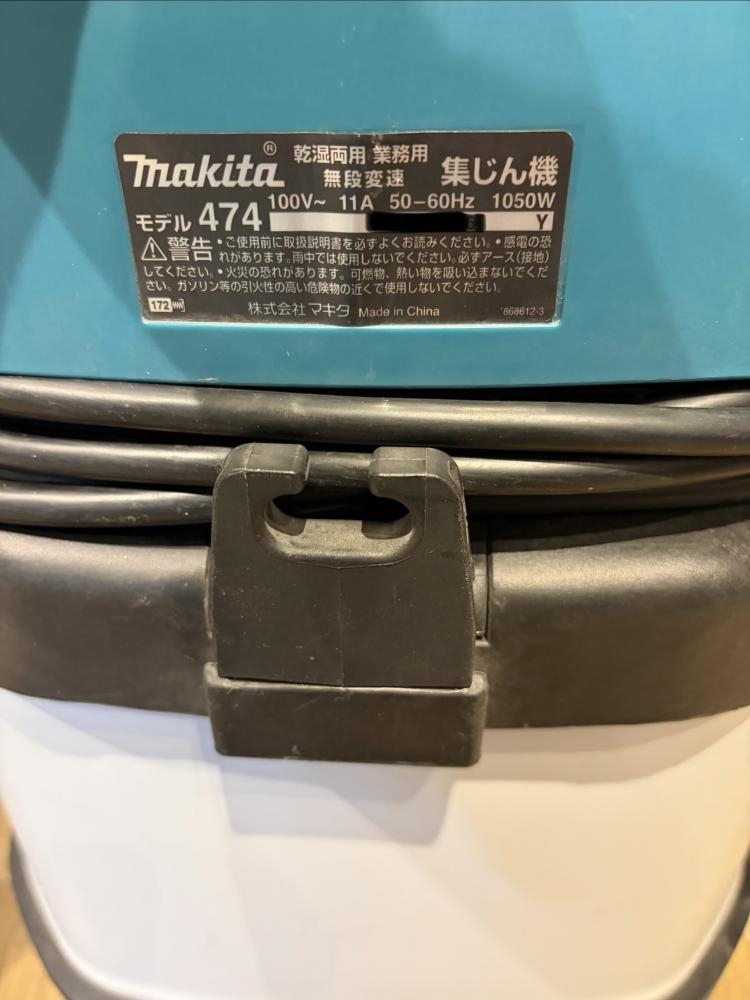 makita® 乾湿両用 業務用 集じん機
無段変速
100V~ 11A 50-60Hz 1050W
モデル 474 Y
警告 •ご使用前に取扱説明書を必ずよくお読みください。•感電の恐
れがあります。雨中では使用しないでください。必ずアース(接地)
してください。•火災の恐れがあります。可燃物、熱い物を吸い込まないでくだ
さい。ガソリン等の引火性の高い危険物の近くで使用しないでください。
172 株式会社 マキタ Made in China 868612-3